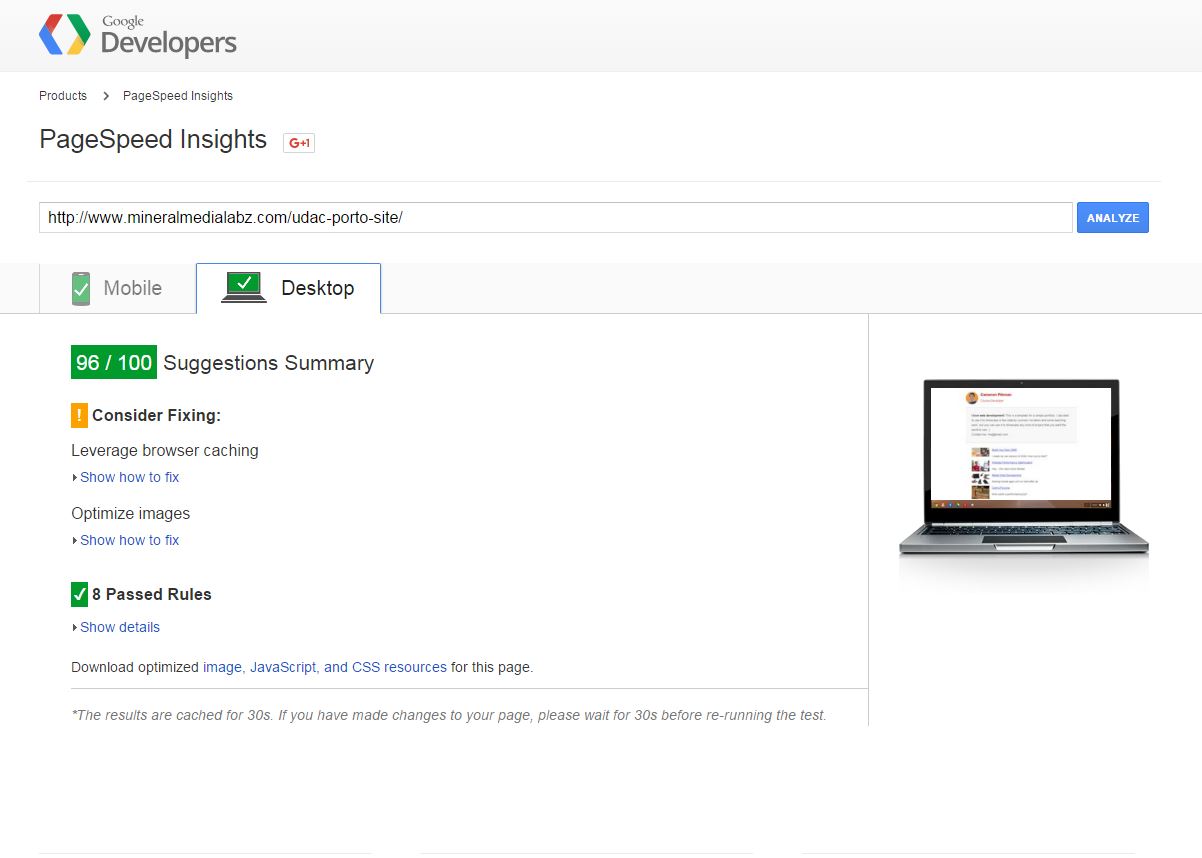 Google
Developers
Products > PageSpeed Insights
PageSpeed Insights G+1
http://www.mineralmedialabz.com/udac-porto-site/ ANALYZE
Mobile Desktop
96 / 100 Suggestions Summary
! Consider Fixing:
Leverage browser caching
Show how to fix
Optimize images
Show how to fix
8 Passed Rules
Show details
Download optimized image, JavaScript, and CSS resources for this page.
*The results are cached for 30s. If you have made changes to your page, please wait for 30s before re-running the test.
Cameron Pittman